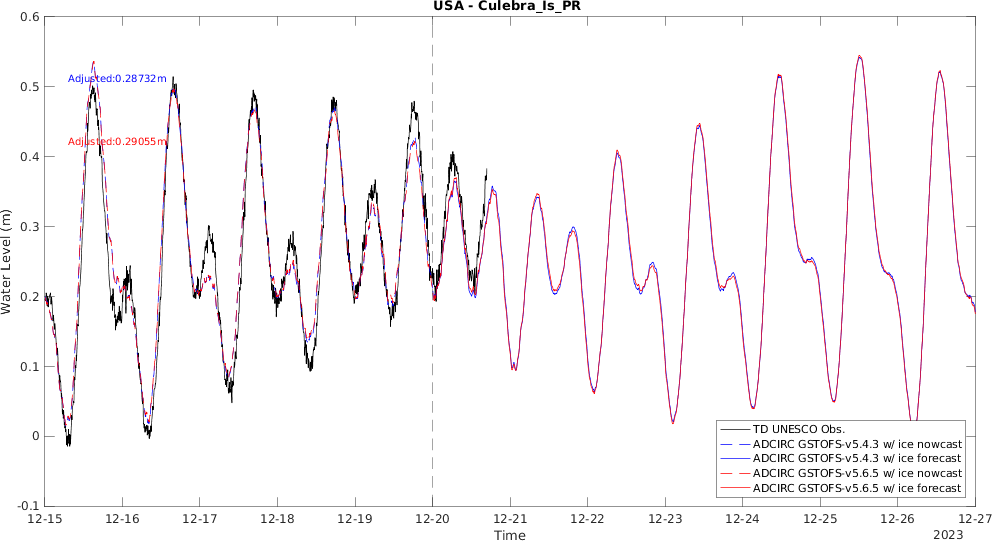 USA - Culebra_Is_PR
0.6
0.5
0.4
0.3
0.2
0.1
0
-0.1
Water Level (m)
Adjusted:0.28732m
Adjusted:0.29055m
TD UNESCO Obs.
ADCIRC GSTOFS-v5.4.3 w/ ice nowcast
ADCIRC GSTOFS-v5.4.3 w/ ice forecast
ADCIRC GSTOFS-v5.6.5 w/ ice nowcast
ADCIRC GSTOFS-v5.6.5 w/ ice forecast
12-15 12-16 12-17 12-18 12-19 12-20 12-21 12-22 12-23 12-24 12-25 12-26 12-27
Time
2023